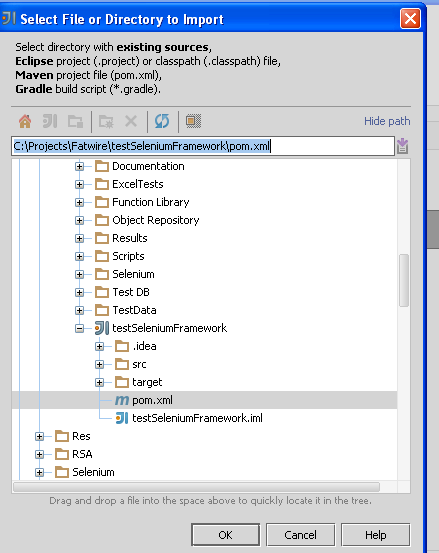 Select File or Directory to Import
Select directory with existing sources,
Eclipse project (.project) or classpath (.classpath) file,
Maven project file (pom.xml),
Gradle build script (*.gradle).
Hide path
C:\Projects\Fatwire\testSeleniumFramework\pom.xml
Documentation
ExcelTests
Function Library
Object Repository
Results
Scripts
Selenium
Test DB
TestData
testSeleniumFramework
.idea
src
target
pom.xml
testSeleniumFramework.iml
Res
RSA
Selenium
Drag and drop a file into the space above to quickly locate it in the tree.
OK
Cancel
Help